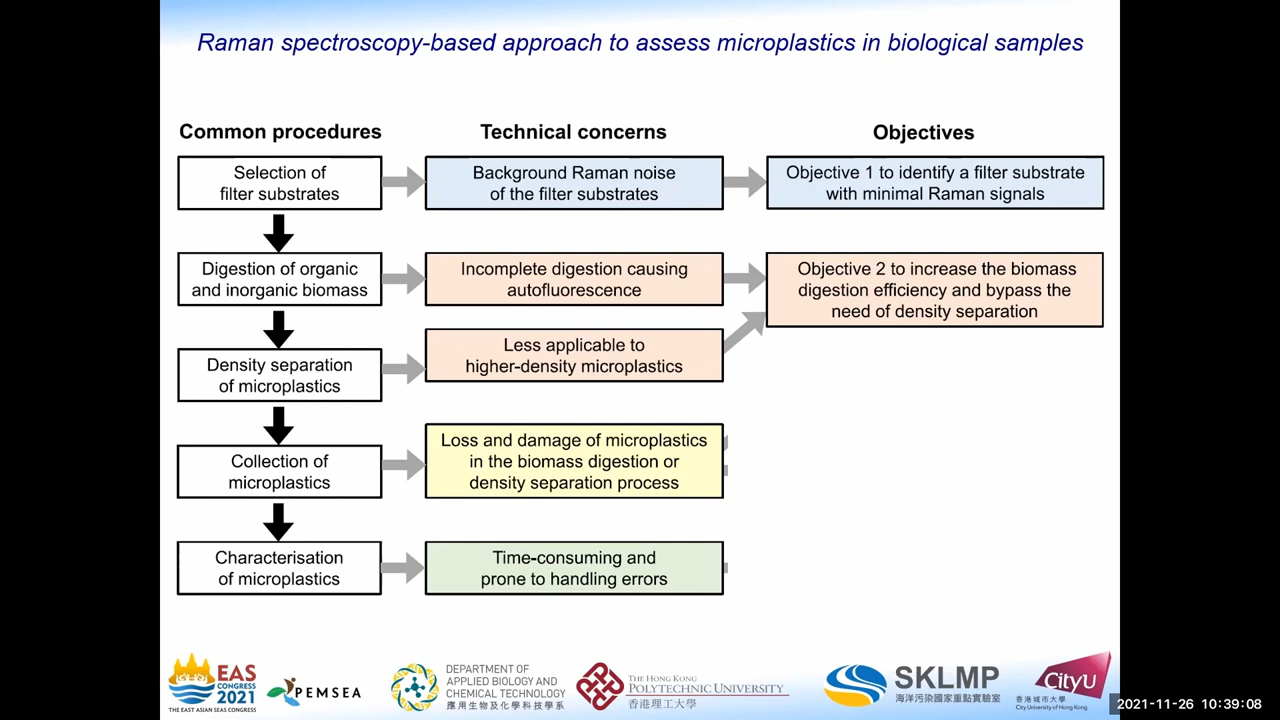 Raman spectroscopy-based approach to assess microplastics in biological samples
Common procedures
Technical concerns
Objectives
Selection of
filter substrates
Background Raman noise
of the filter substrates
Objective 1 to identify a filter substrate
with minimal Raman signals
Digestion of organic
and inorganic biomass
Incomplete digestion causing
autofluorescence
Objective 2 to increase the biomass
digestion efficiency and bypass the
need of density separation
Density separation
of microplastics
Less applicable to
higher-density microplastics
Collection of
microplastics
Loss and damage of microplastics
in the biomass digestion or
density separation process
Characterisation
of microplastics
Time-consuming and
prone to handling errors
EAS
CONGRESS
2021
THE EAST ASIAN SEAS CONGRESS
PEMSEA
DEPARTMENT OF
APPLIED BIOLOGY AND
CHEMICAL TECHNOLOGY
應用生物及化學科技學系
THE HONG KONG
POLYTECHNIC UNIVERSITY
香港理工大學
SKLMP
海洋污染國家重點實驗室
CityU
香港城市大學
City University of Hong Kong
2021-11-26 10:39:08